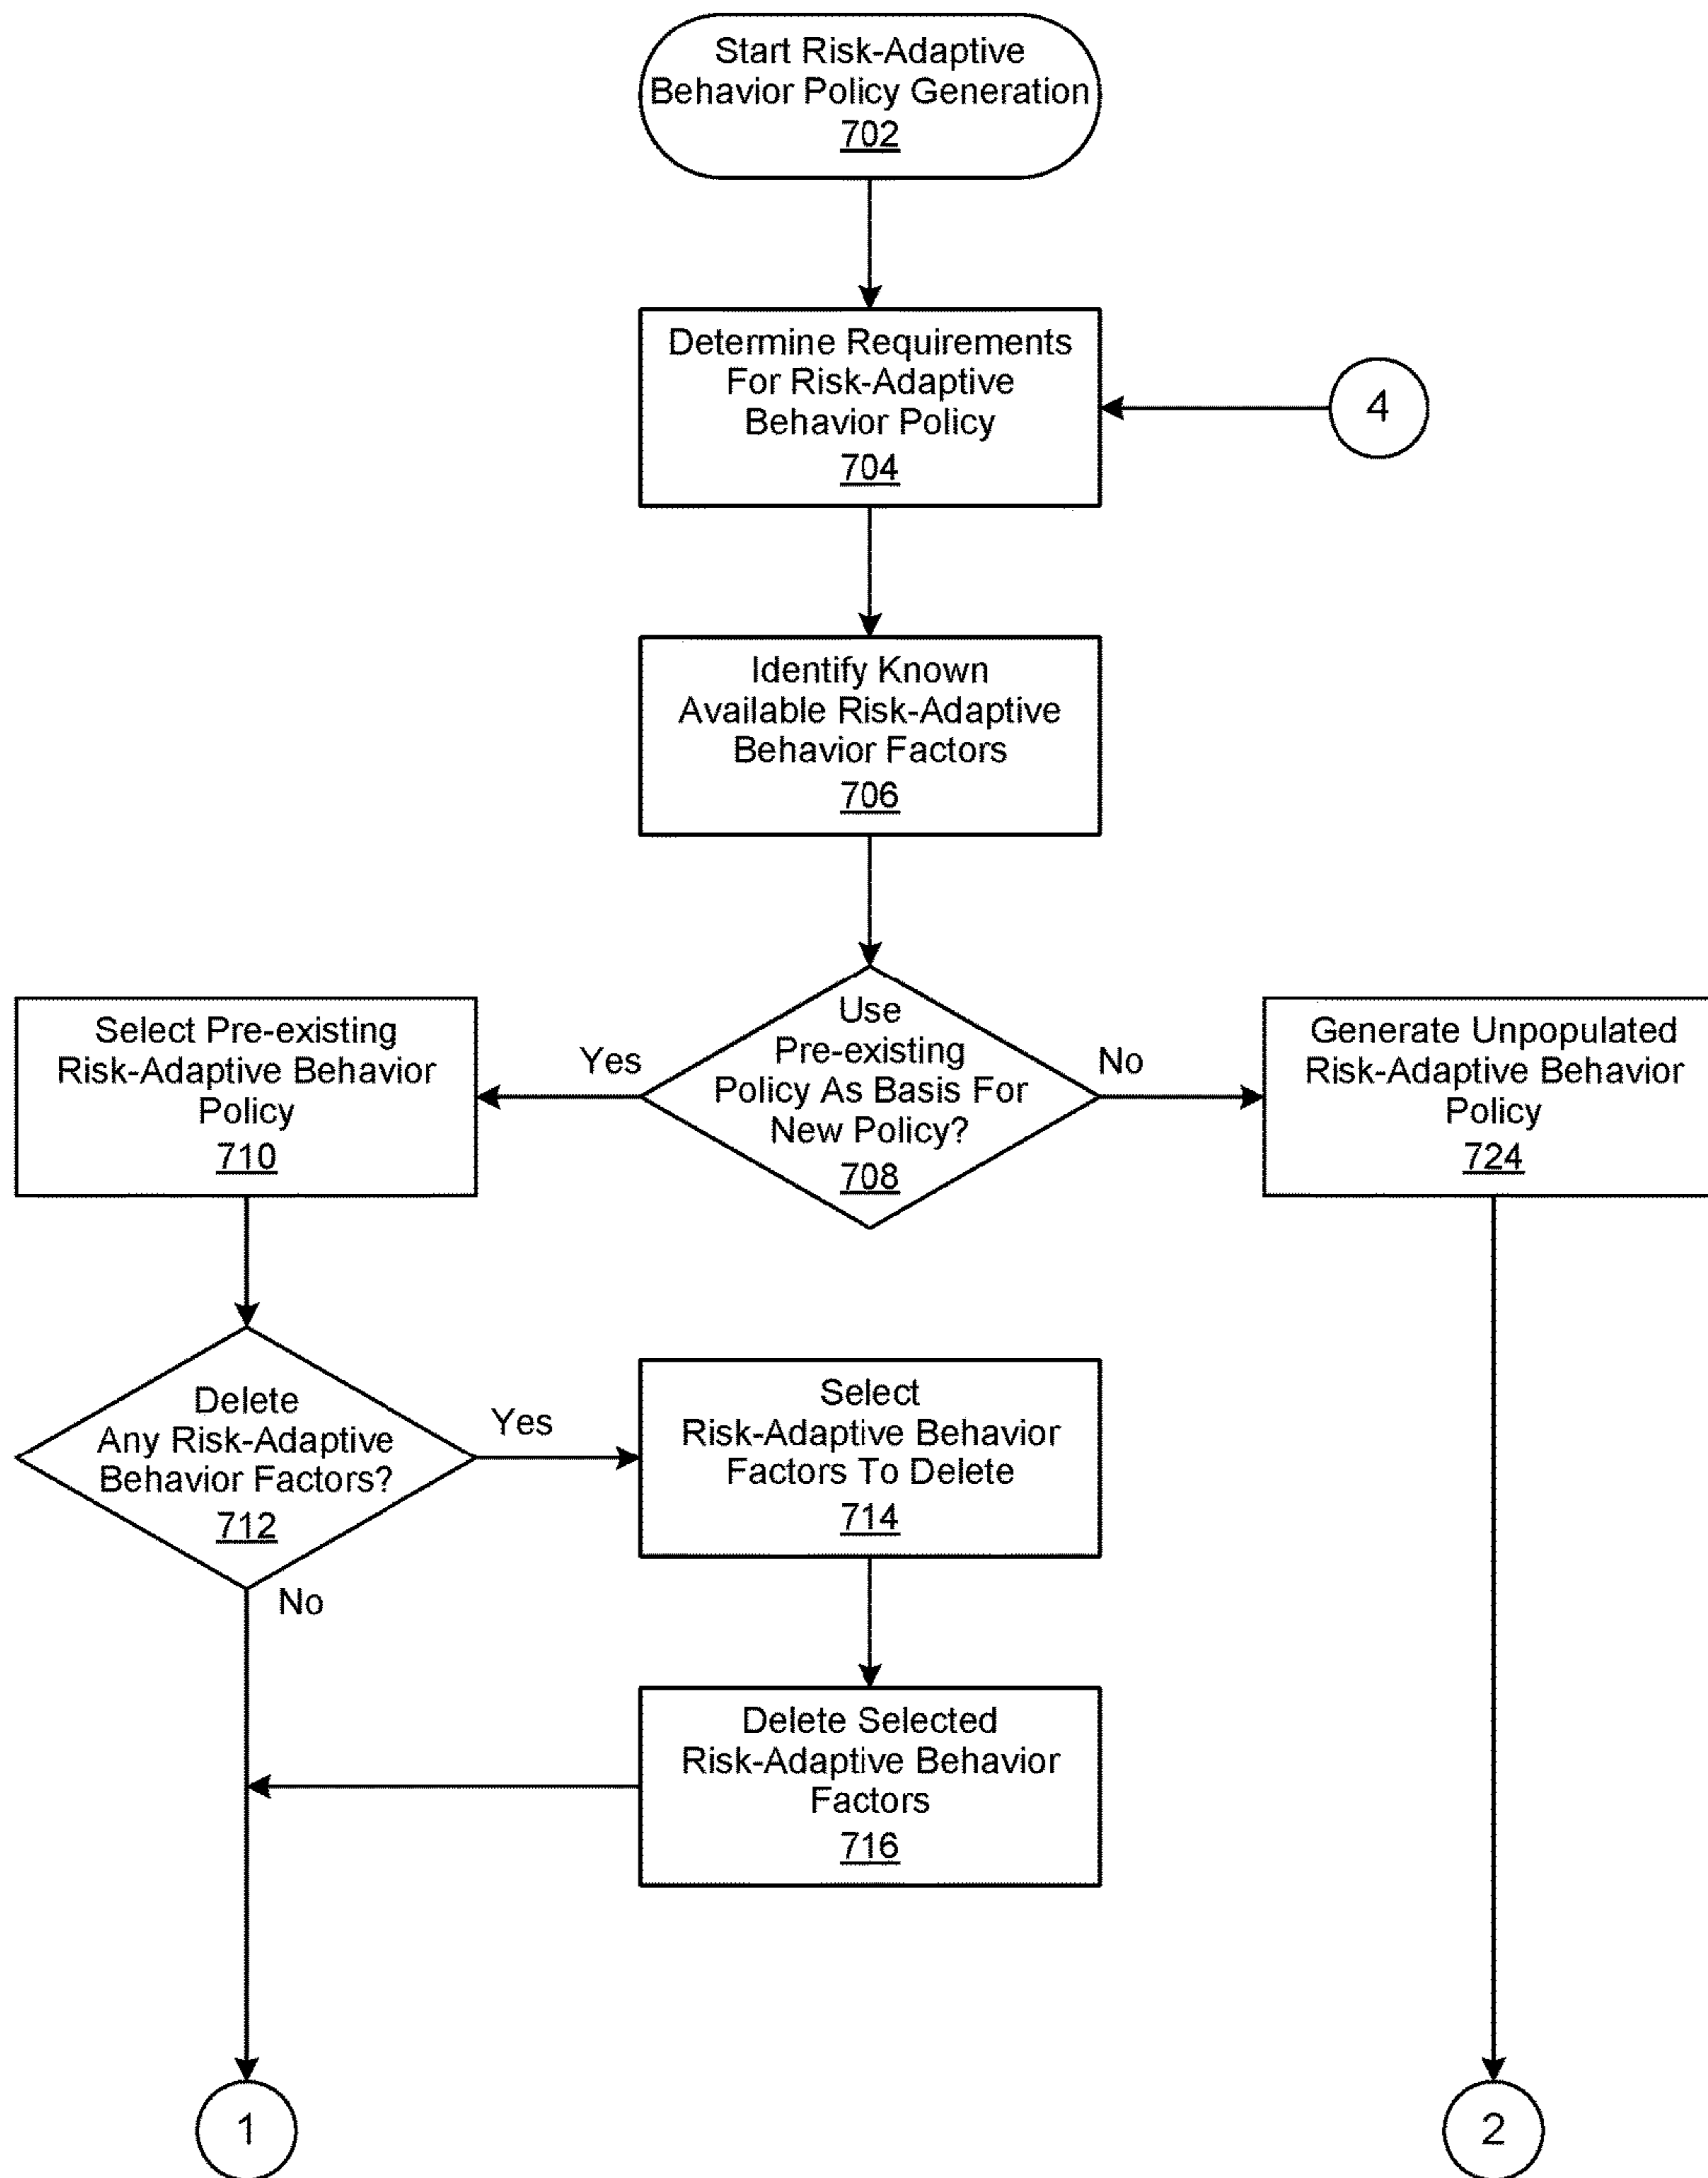 Start Risk-Adaptive
Behavior Policy Generation
702
Determine Requirements
For Risk-Adaptive
Behavior Policy
704
4
Identify Known
Available Risk-Adaptive
Behavior Factors
706
Select Pre-existing
Risk-Adaptive Behavior
Policy
710
Yes
Use
Pre-existing
Policy As Basis For
New Policy?
708
No
Generate Unpopulated
Risk-Adaptive Behavior
Policy
724
Delete
Any Risk-Adaptive
Behavior Factors?
712
Yes
No
Select
Risk-Adaptive Behavior
Factors To Delete
714
Delete Selected
Risk-Adaptive Behavior
Factors
716
1
2